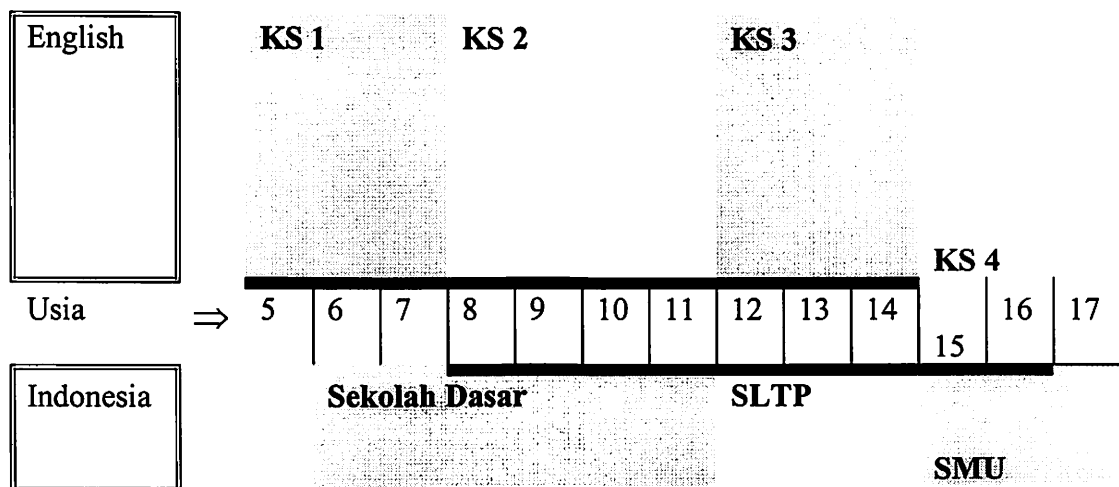 English KS 1 KS 2 KS 3
KS 4
Usia ⇒ 5 6 7 8 9 10 11 12 13 14 15 16 17
Indonesia Sekolah Dasar SLTP
SMU